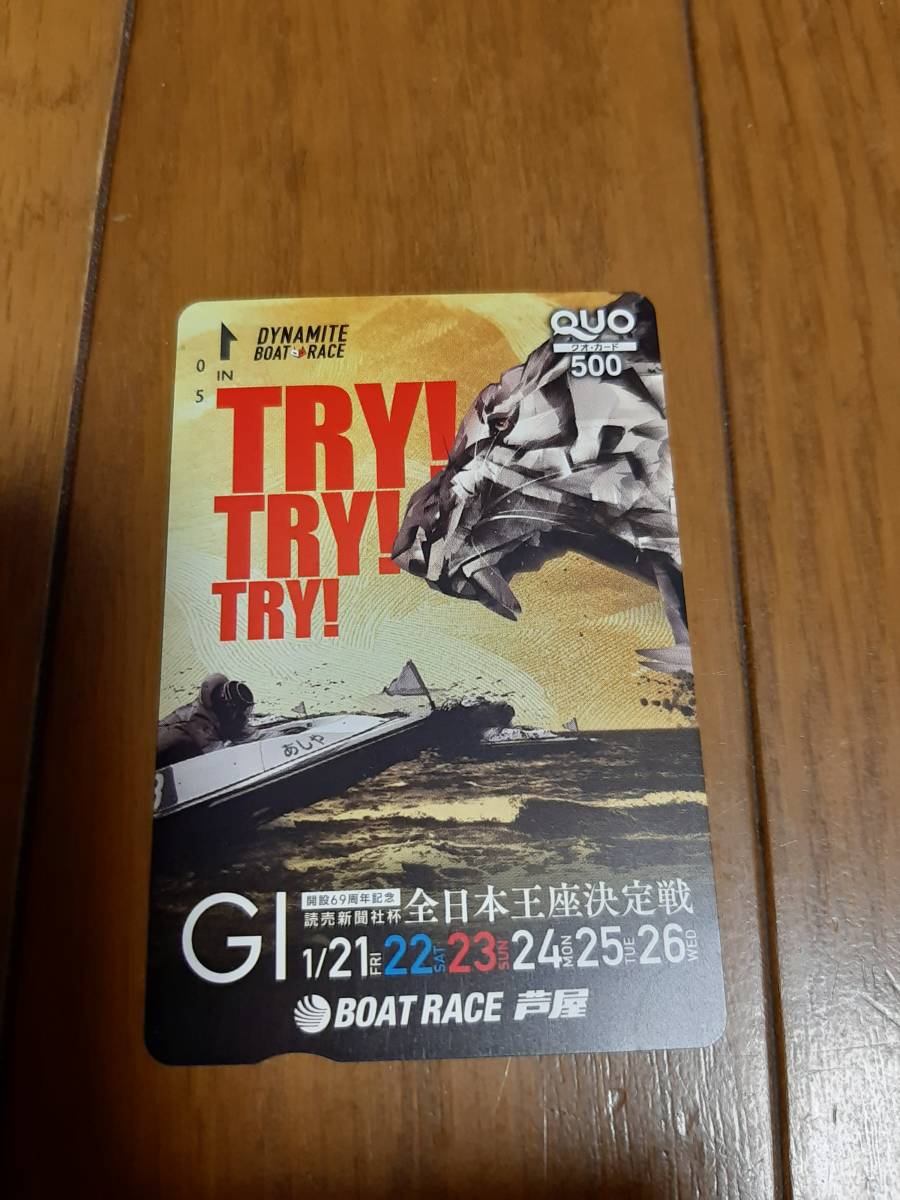 DYNAMITE
BOAT RACE
QUO
クオ・カード
500
0
IN
5
TRY!
TRY!
TRY!
あしや
3
GI
開設69周年記念
読売新聞社杯 全日本王座決定戦
1/21 FRI 22 SAT 23 SUN 24 MON 25 TUE 26 WED
BOAT RACE 芦屋